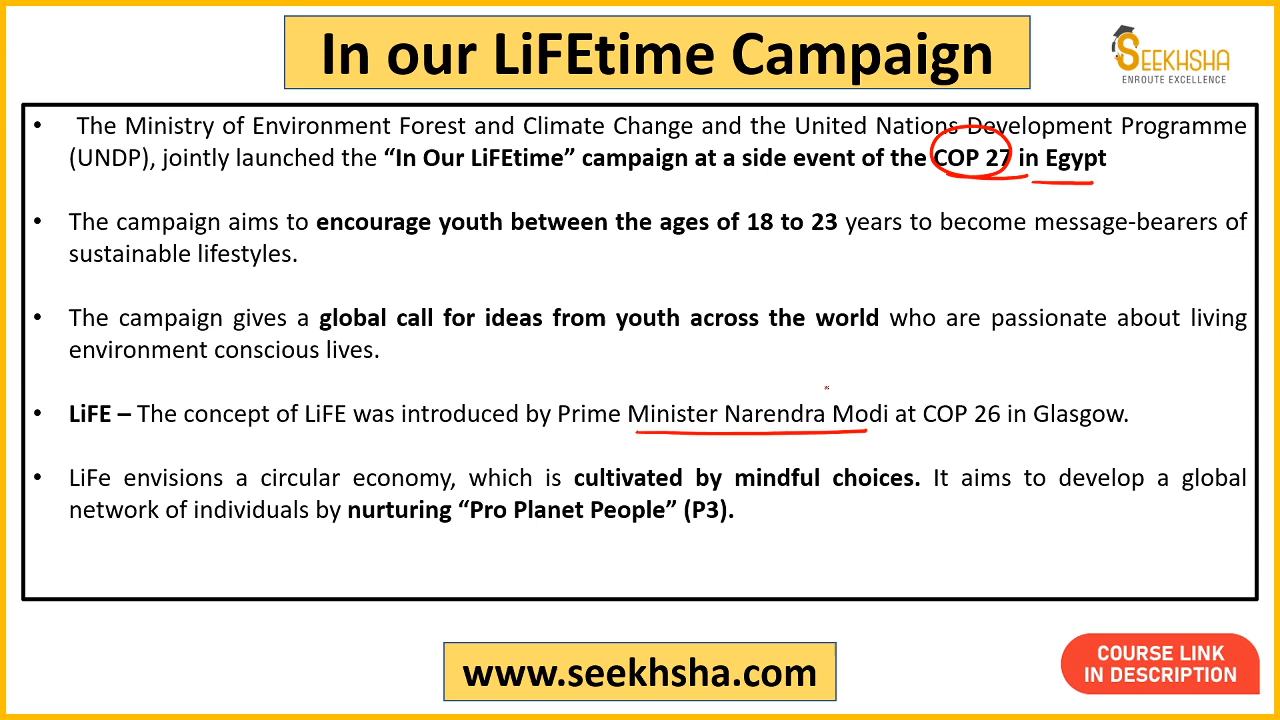 In our LiFEtime Campaign
SEEKHSHA
ENROUTE EXCELLENCE
• The Ministry of Environment Forest and Climate Change and the United Nations Development Programme
(UNDP), jointly launched the “In Our LiFEtime” campaign at a side event of the COP 27 in Egypt
• The campaign aims to encourage youth between the ages of 18 to 23 years to become message-bearers of
sustainable lifestyles.
• The campaign gives a global call for ideas from youth across the world who are passionate about living
environment conscious lives.
• LiFE – The concept of LiFE was introduced by Prime Minister Narendra Modi at COP 26 in Glasgow.
• LiFe envisions a circular economy, which is cultivated by mindful choices. It aims to develop a global
network of individuals by nurturing “Pro Planet People” (P3).
www.seekhsha.com
COURSE LINK
IN DESCRIPTION